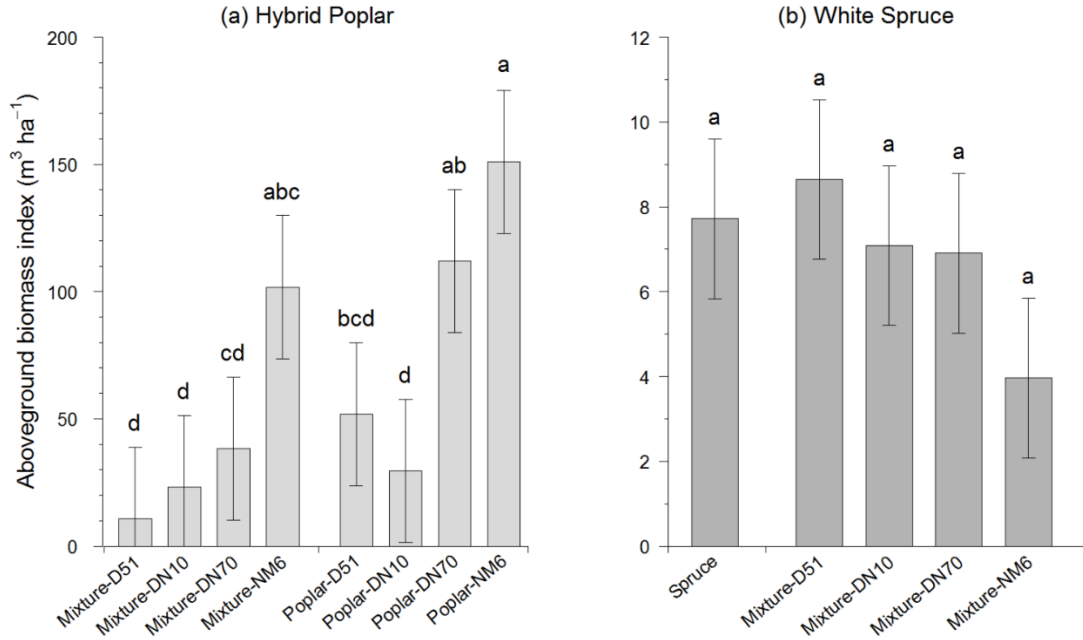 (a) Hybrid Poplar
Aboveground biomass index (m³ ha⁻¹)
200
150
100
50
0
d
d
cd
abc
bcd
d
ab
a
Mixture-D51
Mixture-DN10
Mixture-DN70
Mixture-NM6
Poplar-D51
Poplar-DN10
Poplar-DN70
Poplar-NM6
(b) White Spruce
12
10
8
6
4
2
0
a
a
a
a
a
Spruce
Mixture-D51
Mixture-DN10
Mixture-DN70
Mixture-NM6